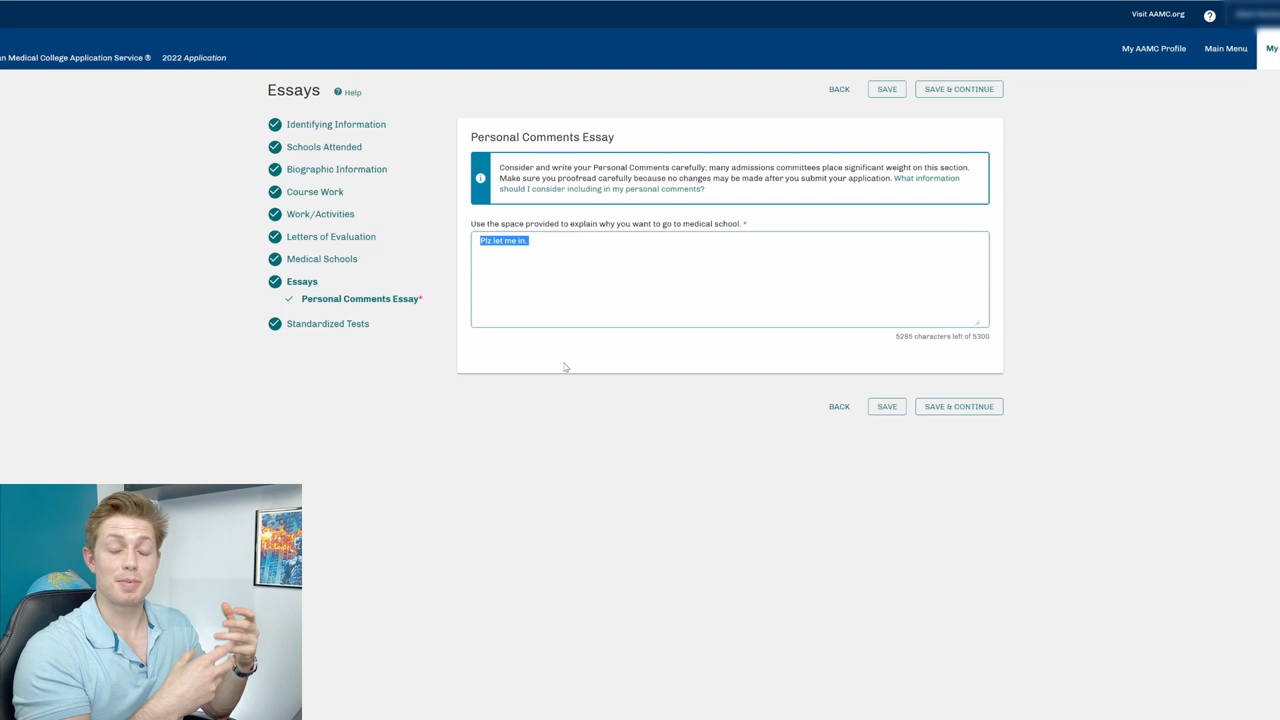 Visit AAMC.org
?
My AAMC Profile
Main Menu
My
an Medical College Application Service ® 2022 Application
Essays
? Help
BACK
SAVE
SAVE & CONTINUE
Identifying Information
Schools Attended
Biographic Information
Course Work
Work/Activities
Letters of Evaluation
Medical Schools
Essays
Personal Comments Essay*
Standardized Tests
Personal Comments Essay
Consider and write your Personal Comments carefully; many admissions committees place significant weight on this section.
Make sure you proofread carefully because no changes may be made after you submit your application. What information
should I consider including in my personal comments?
Use the space provided to explain why you want to go to medical school. *
Plz let me in.
5285 characters left of 5300
BACK
SAVE
SAVE & CONTINUE